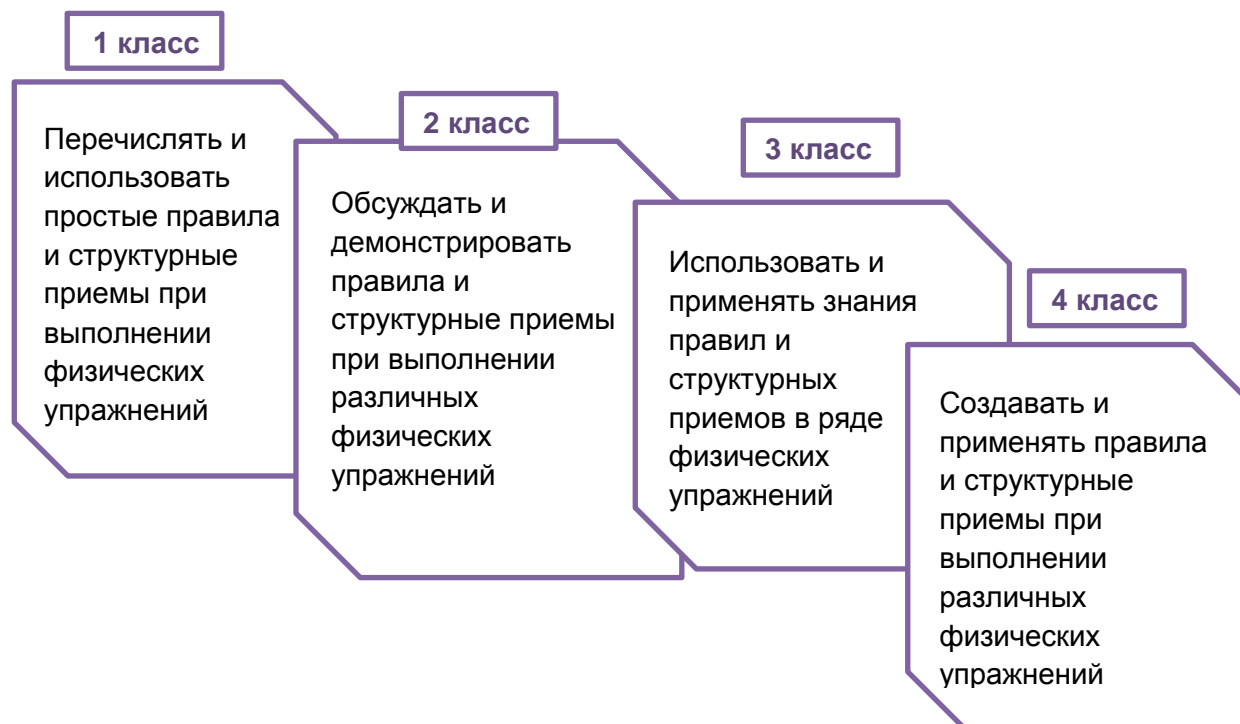 1 класс
Перечислять и
использовать
простые правила
и структурные
приемы при
выполнении
физических
упражнений
2 класс
Обсуждать и
демонстрировать
правила и
структурные приемы
при выполнении
различных
физических
упражнений
3 класс
Использовать и
применять знания
правил и
структурных
приемов в ряде
физических
упражнений
4 класс
Создавать и
применять правила
и структурные
приемы при
выполнении
различных
физических
упражнений